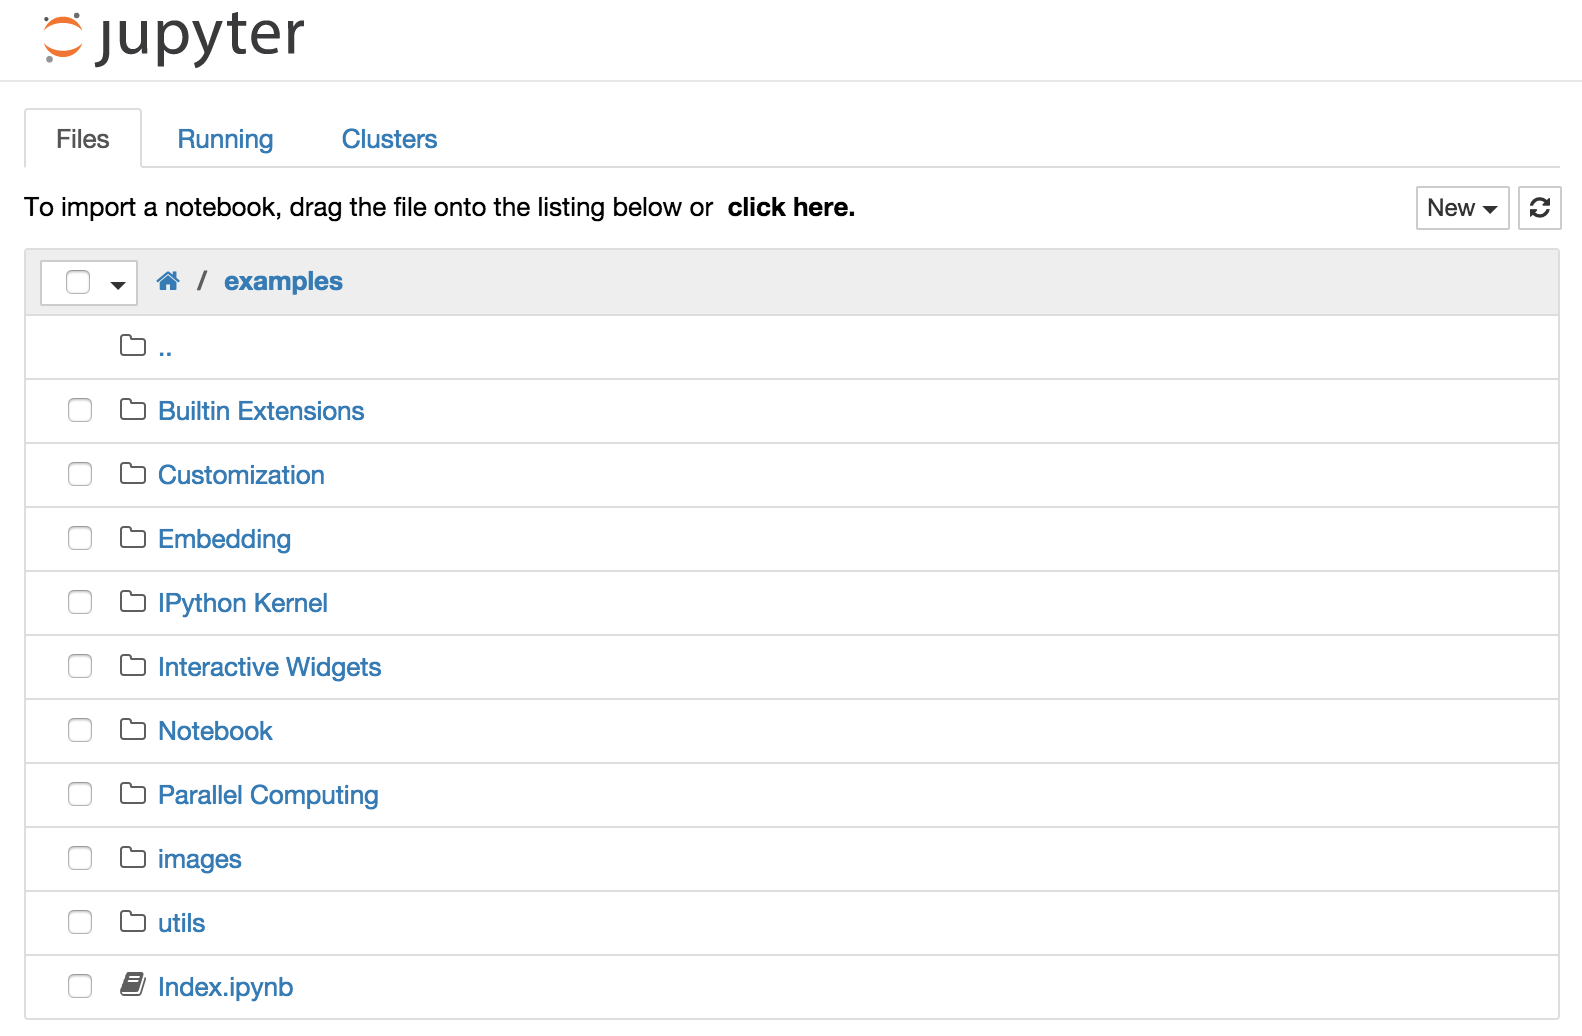 jupyter
Files Running Clusters
To import a notebook, drag the file onto the listing below or click here. New
/ examples
..
Builtin Extensions
Customization
Embedding
IPython Kernel
Interactive Widgets
Notebook
Parallel Computing
images
utils
Index.ipynb